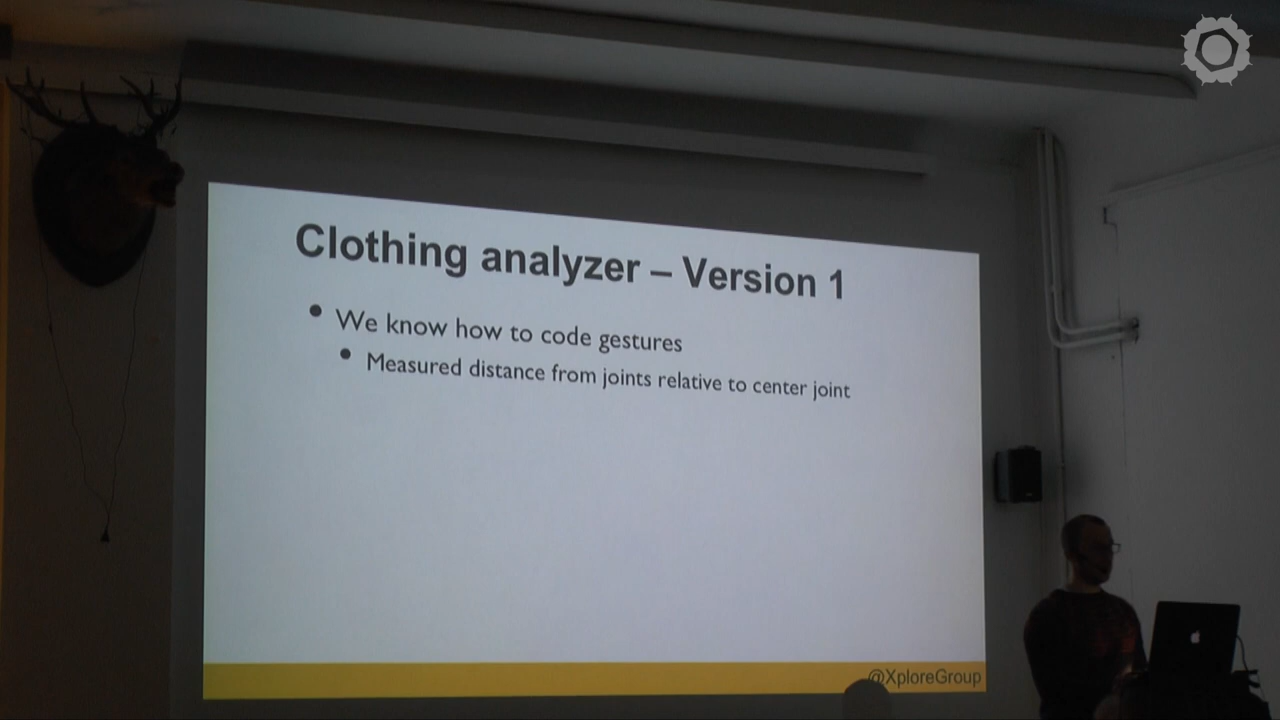 Clothing analyzer – Version 1
• We know how to code gestures
• Measured distance from joints relative to center joint
@XploreGroup